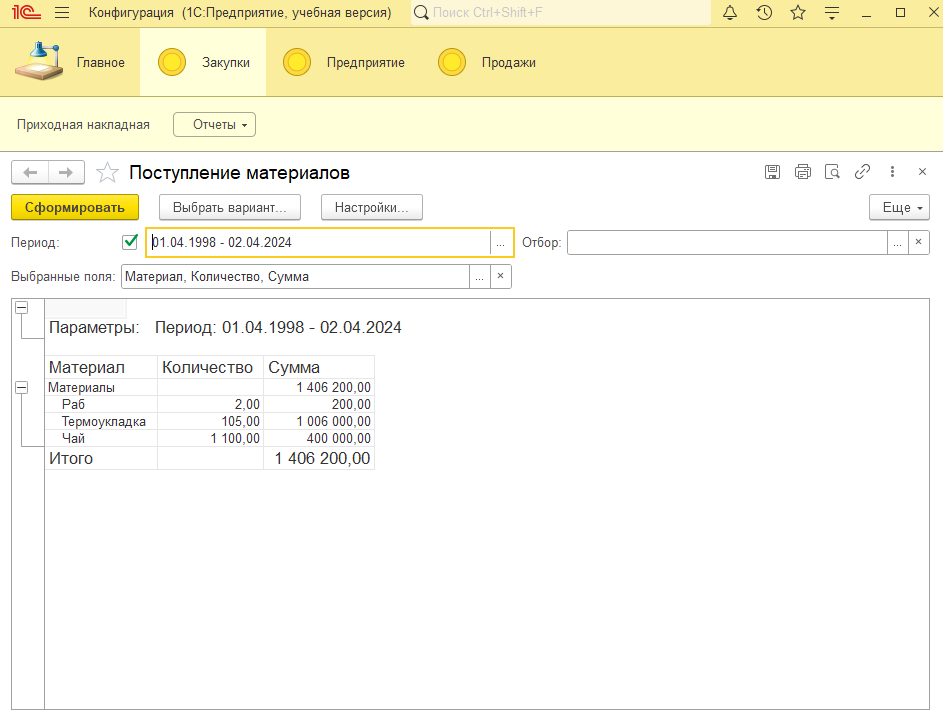 1С Конфигурация (1С:Предприятие, учебная версия) Поиск Ctrl+Shift+F
Главное Закупки Предприятие Продажи
Приходная накладная Отчеты
Поступление материалов
Сформировать Выбрать вариант... Настройки... Еще
Период: 01.04.1998 - 02.04.2024 ... Отбор: ... ×
Выбранные поля: Материал, Количество, Сумма ... ×
Параметры: Период: 01.04.1998 - 02.04.2024
Материал Количество Сумма
Материалы 1 406 200,00
Раб 2,00 200,00
Термоукладка 105,00 1 006 000,00
Чай 1 100,00 400 000,00
Итого 1 406 200,00